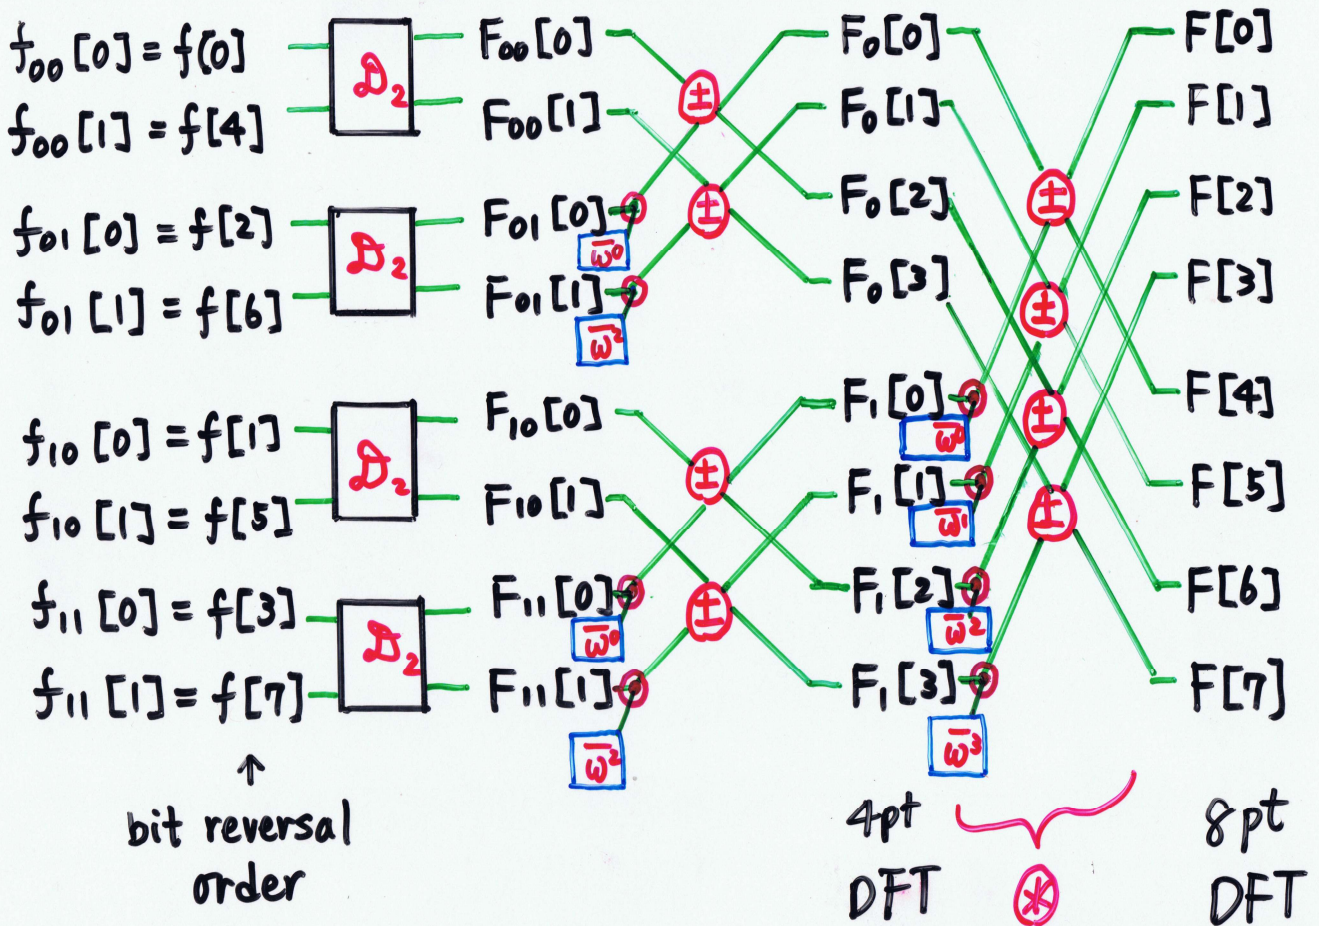 f₀₀[0] = f[0]
f₀₀[1] = f[4]
f₀₁[0] = f[2]
f₀₁[1] = f[6]
f₁₀[0] = f[1]
f₁₀[1] = f[5]
f₁₁[0] = f[3]
f₁₁[1] = f[7]
↑
bit reversal
order
D₂
D₂
D₂
D₂
F₀₀[0]
F₀₀[1]
F₀₁[0]
ω̅⁰
F₀₁[1]
ω̅²
F₁₀[0]
F₁₀[1]
F₁₁[0]
ω̅⁰
F₁₁[1]
ω̅²
±
±
±
±
F₀[0]
F₀[1]
F₀[2]
F₀[3]
F₁[0]
ω̅⁰
F₁[1]
ω̅¹
F₁[2]
ω̅²
F₁[3]
ω̅³
4pt
DFT
±
±
±
±
*
F[0]
F[1]
F[2]
F[3]
F[4]
F[5]
F[6]
F[7]
8pt
DFT